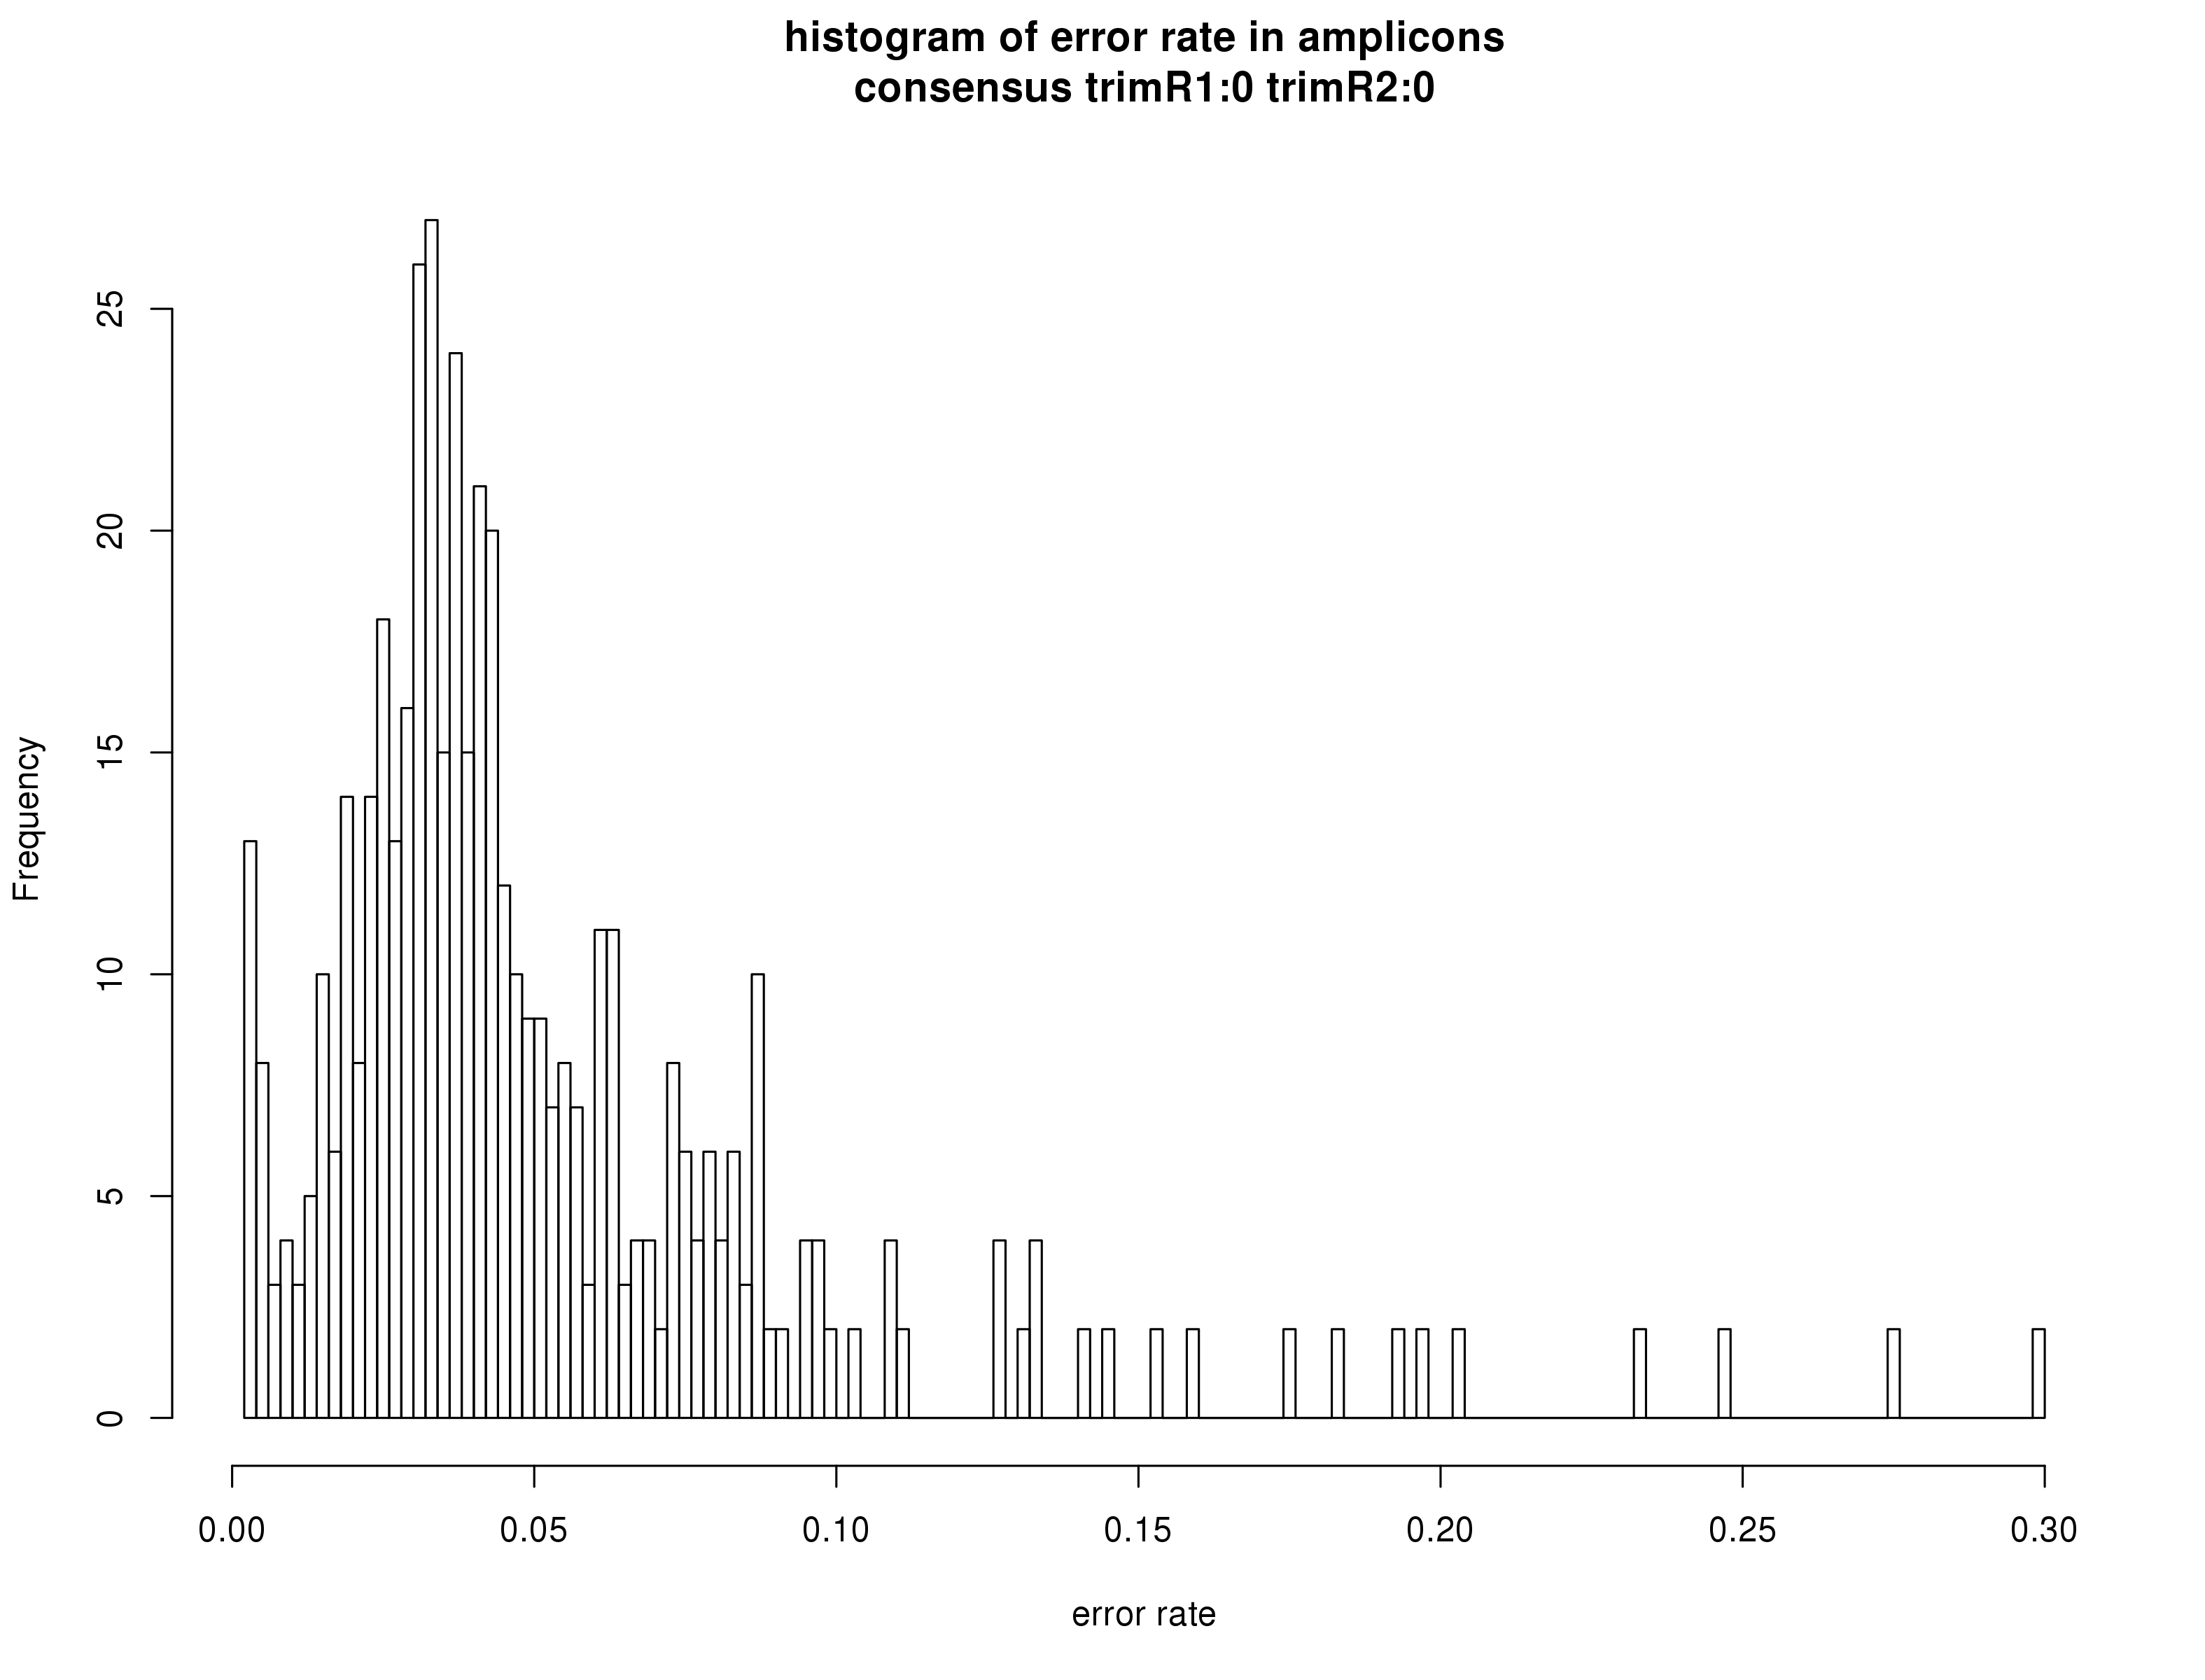 histogram of error rate in amplicons
consensus trimR1:0 trimR2:0
Frequency
25
20
15
10
5
0
0.00 0.05 0.10 0.15 0.20 0.25 0.30
error rate